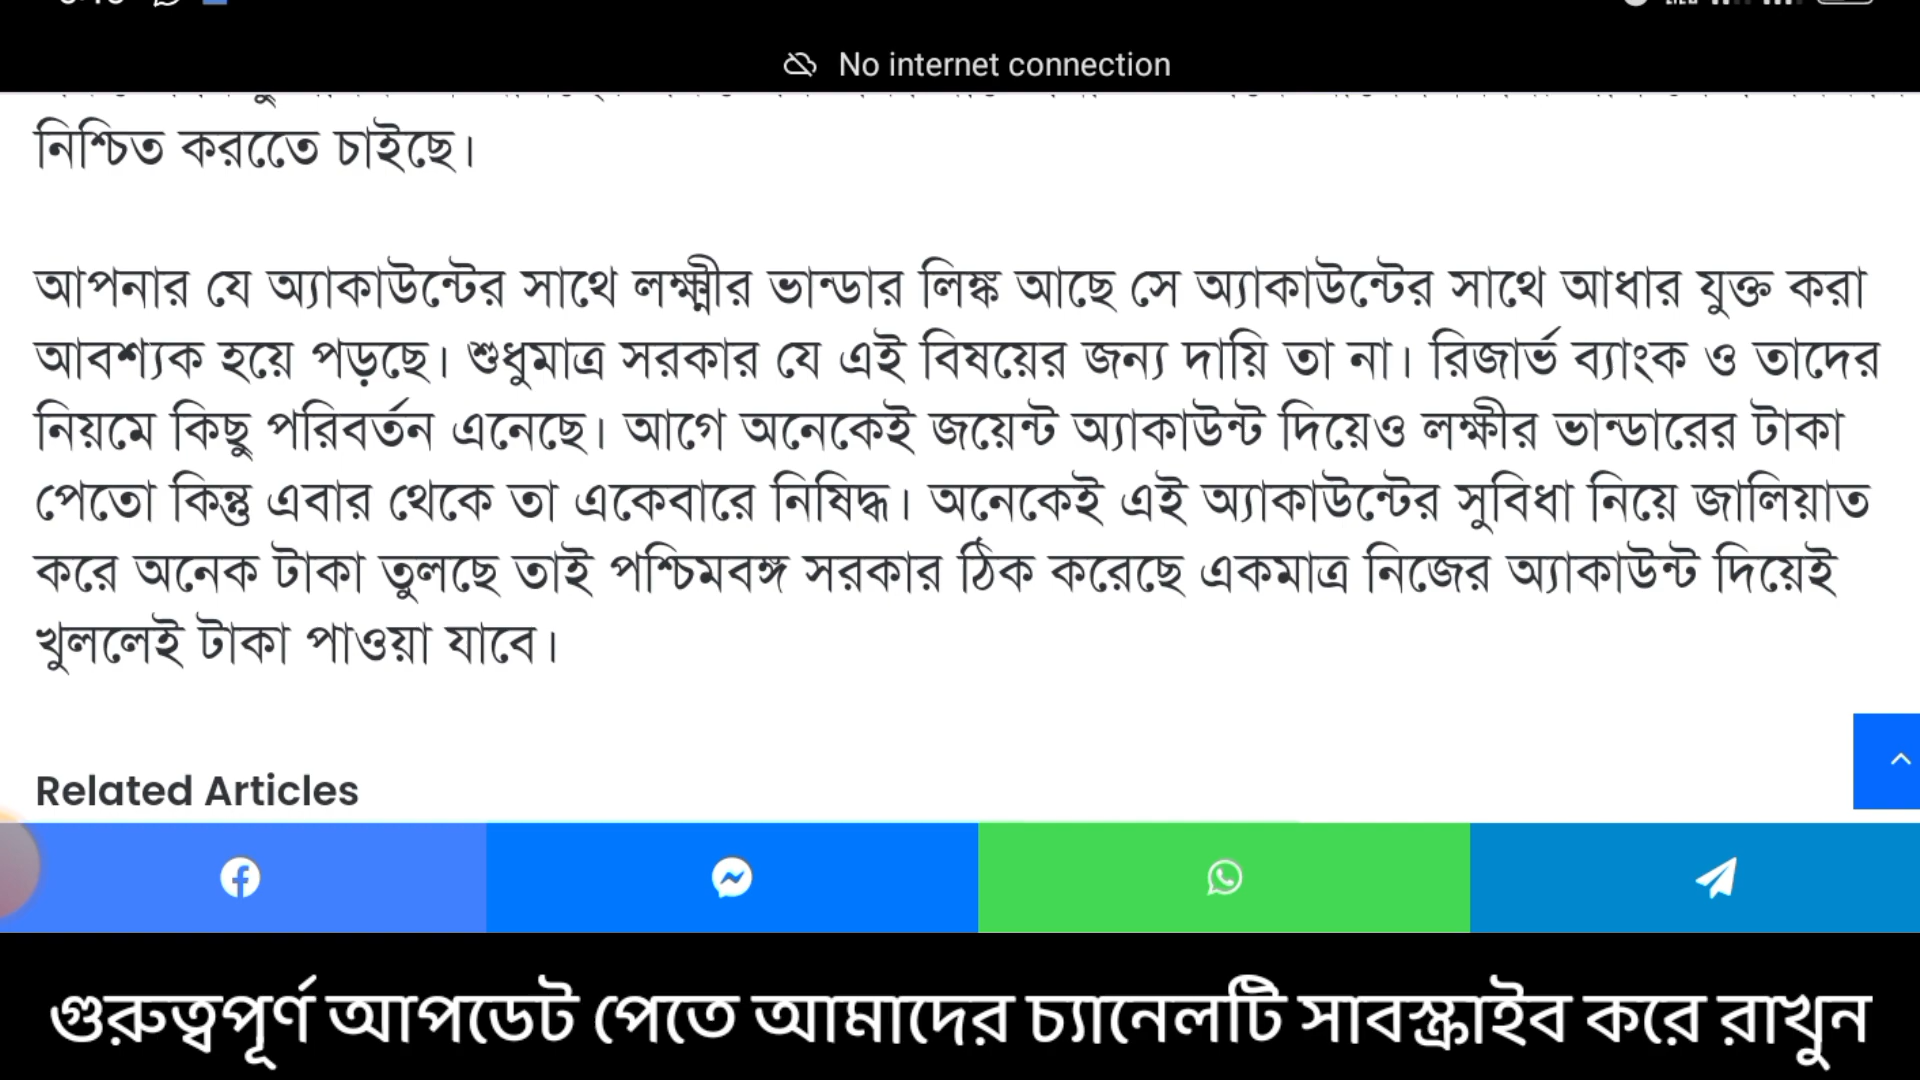 No internet connection
নিশ্চিত করতেে চাইছে।
আপনার যে অ্যাকাউন্টের সাথে লক্ষ্মীর ভান্ডার লিঙ্ক আছে সে অ্যাকাউন্টের সাথে আধার যুক্ত করা
আবশ্যক হয়ে পড়ছে। শুধুমাত্র সরকার যে এই বিষয়ের জন্য দায়ি তা না। রিজার্ভ ব্যাংক ও তাদের
নিয়মে কিছু পরিবর্তন এনেছে। আগে অনেকেই জয়েন্ট অ্যাকাউন্ট দিয়েও লক্ষীর ভান্ডারের টাকা
পেতো কিন্তু এবার থেকে তা একেবারে নিষিদ্ধ। অনেকেই এই অ্যাকাউন্টের সুবিধা নিয়ে জালিয়াত
করে অনেক টাকা তুলছে তাই পশ্চিমবঙ্গ সরকার ঠিক করেছে একমাত্র নিজের অ্যাকাউন্ট দিয়েই
খুললেই টাকা পাওয়া যাবে।
Related Articles
গুরুত্বপূর্ণ আপডেট পেতে আমাদের চ্যানেলটি সাবস্ক্রাইব করে রাখুন